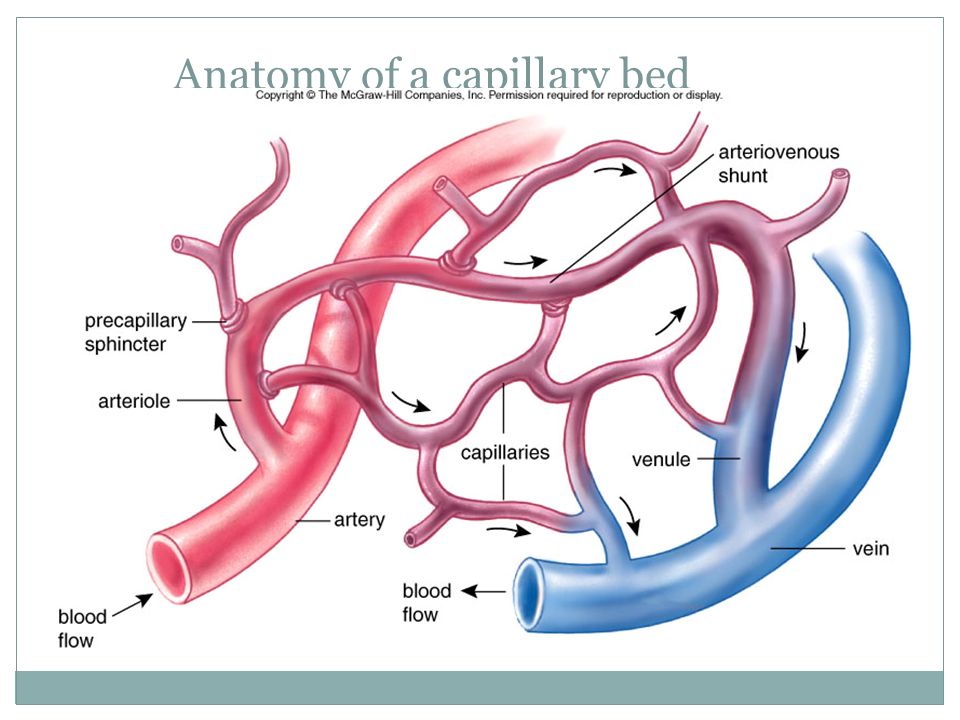 Anatomy of a capillary bed
Copyright © The McGraw-Hill Companies, Inc. Permission required for reproduction or display.
arteriovenous
shunt
precapillary
sphincter
arteriole
capillaries
venule
artery
vein
blood
flow
blood
flow